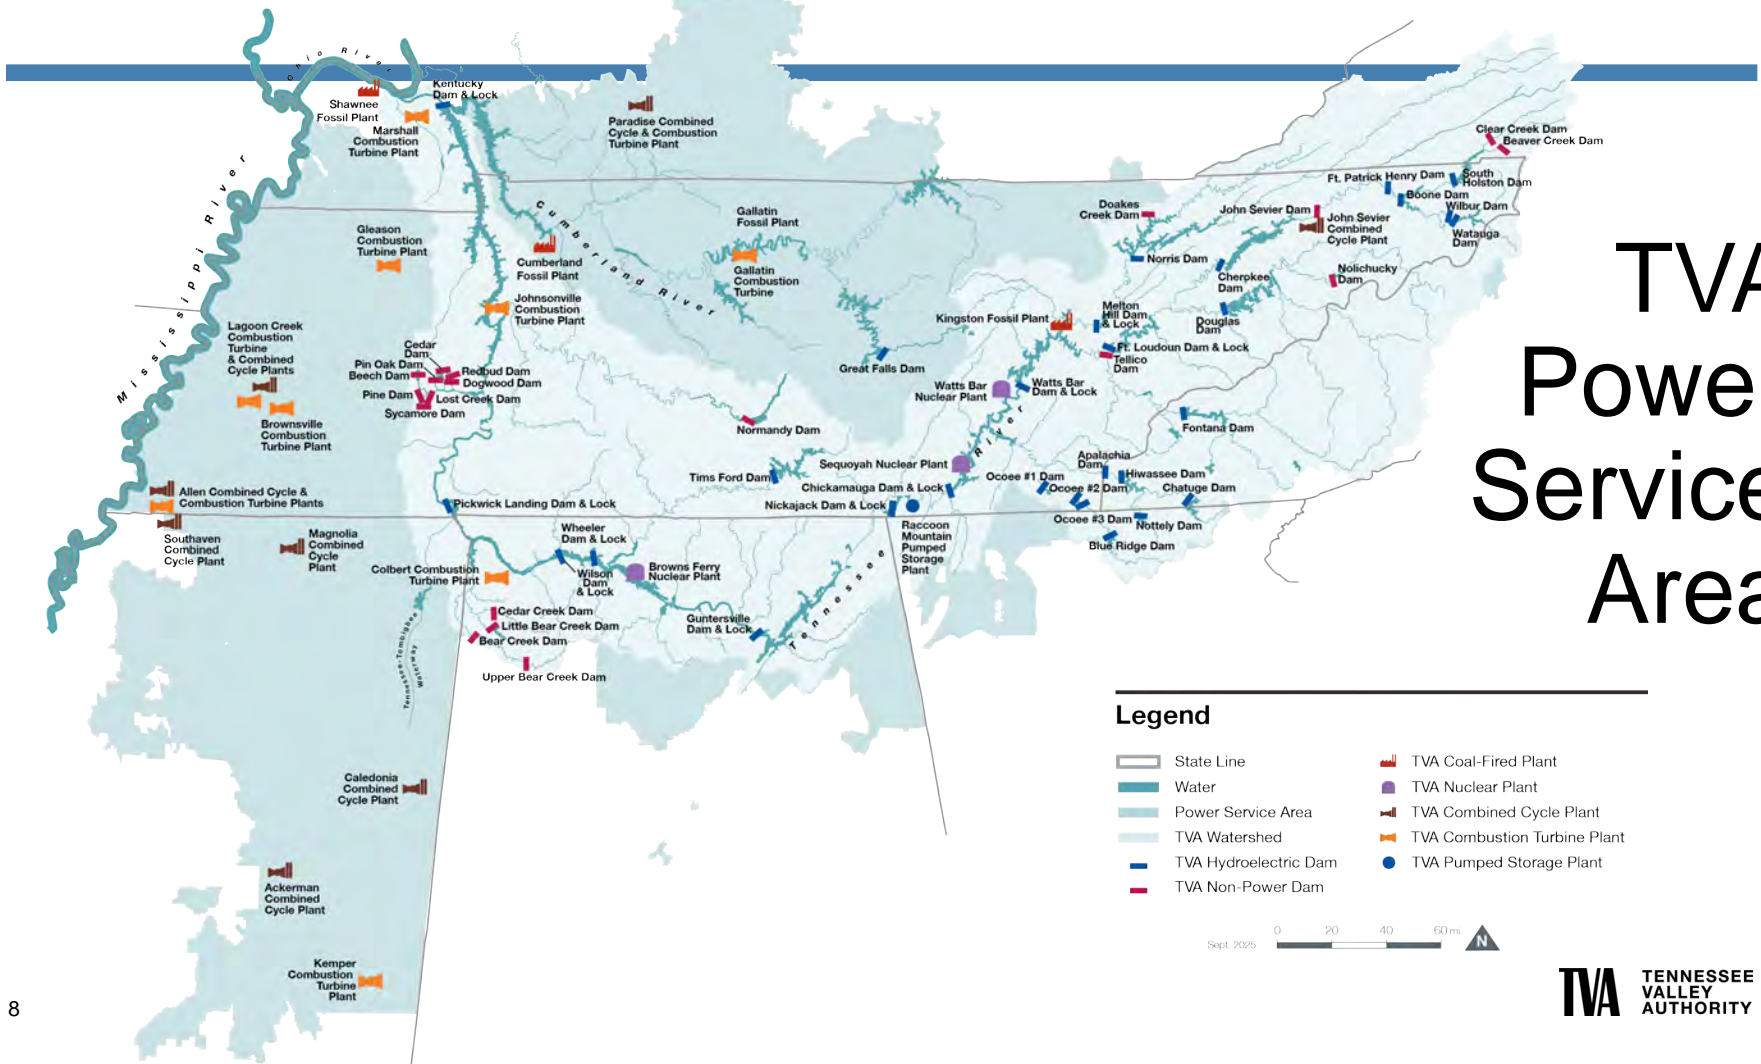 Ohio River
Kentucky
Dam & Lock
Shawnee
Fossil Plant
Marshall
Combustion
Turbine Plant
Paradise Combined
Cycle & Combustion
Turbine Plant
Clear Creek Dam
Beaver Creek Dam
Ft. Patrick Henry Dam
South
Holston Dam
Boone Dam
Wilbur Dam
Watauga
Dam
Mississippi River
Cumberland River
Doakes
Creek Dam
John Sevier Dam
John Sevier
Combined
Cycle Plant
Gleason
Combustion
Turbine Plant
Gallatin
Fossil Plant
Gallatin
Combustion
Turbine
Cumberland
Fossil Plant
Norris Dam
Cherokee
Dam
Nolichucky
Dam
Johnsonville
Combustion
Turbine Plant
Kingston Fossil Plant
Melton
Hill Dam
& Lock
Douglas
Dam
Lagoon Creek
Combustion
Turbine
& Combined
Cycle Plants
Cedar
Dam
Pin Oak Dam
Beech Dam
Redbud Dam
Dogwood Dam
Pine Dam
Lost Creek Dam
Sycamore Dam
Great Falls Dam
Ft. Loudoun Dam & Lock
Tellico
Dam
Watts Bar
Nuclear Plant
Watts Bar
Dam & Lock
Brownsville
Combustion
Turbine Plant
Normandy Dam
Fontana Dam
River
Tims Ford Dam
Sequoyah Nuclear Plant
Chickamauga Dam & Lock
Nickajack Dam & Lock
Apalachia
Dam
Ocoee #1 Dam
Ocoee #2 Dam
Hiwassee Dam
Chatuge Dam
Ocoee #3 Dam
Nottely Dam
Blue Ridge Dam
Allen Combined Cycle &
Combustion Turbine Plants
Pickwick Landing Dam & Lock
Southaven
Combined
Cycle Plant
Magnolia
Combined
Cycle
Plant
Wheeler
Dam & Lock
Raccoon
Mountain
Pumped
Storage
Plant
Colbert Combustion
Turbine Plant
Wilson
Dam
& Lock
Browns Ferry
Nuclear Plant
Tennessee
Cedar Creek Dam
Little Bear Creek Dam
Bear Creek Dam
Upper Bear Creek Dam
Guntersville
Dam & Lock
Tennessee-Tombigbee
Waterway
Caledonia
Combined
Cycle Plant
Ackerman
Combined
Cycle Plant
Kemper
Combustion
Turbine
Plant
TVA
Power
Service
Area
Legend
State Line
Water
Power Service Area
TVA Watershed
TVA Hydroelectric Dam
TVA Non-Power Dam
TVA Coal-Fired Plant
TVA Nuclear Plant
TVA Combined Cycle Plant
TVA Combustion Turbine Plant
TVA Pumped Storage Plant
Sept. 2025
0 20 40 60 mi.
N
TVA
TENNESSEE
VALLEY
AUTHORITY
8